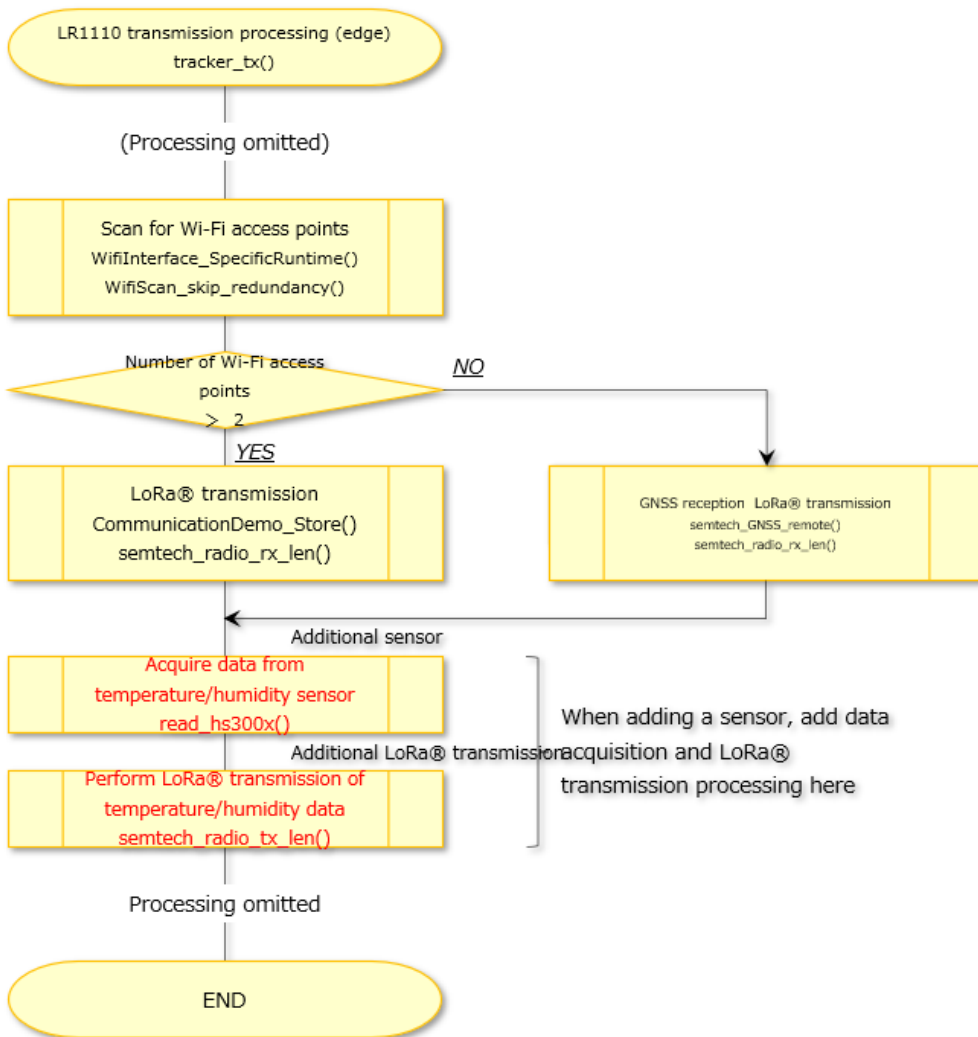 LR1110 transmission processing (edge)
tracker_tx()
(Processing omitted)
Scan for Wi-Fi access points
WifiInterface_SpecificRuntime()
WifiScan_skip_redundancy()
Number of Wi-Fi access
points
＞ 2
NO
YES
LoRa® transmission
CommunicationDemo_Store()
semtech_radio_rx_len()
GNSS reception LoRa® transmission
semtech_GNSS_remote()
semtech_radio_rx_len()
Additional sensor
Acquire data from
temperature/humidity sensor
read_hs300x()
Additional LoRa® transmission
Perform LoRa® transmission of
temperature/humidity data
semtech_radio_tx_len()
When adding a sensor, add data
acquisition and LoRa®
transmission processing here
Processing omitted
END